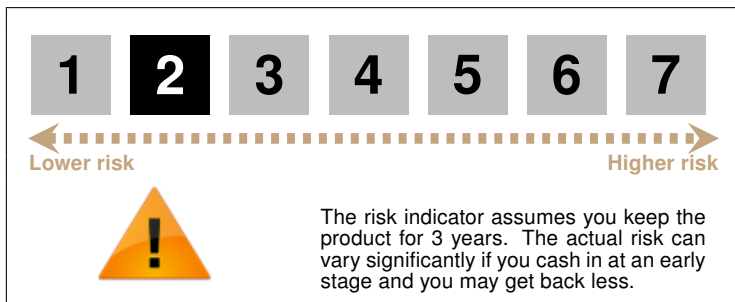 1 2 3 4 5 6 7
Lower risk Higher risk
!
The risk indicator assumes you keep the
product for 3 years. The actual risk can
vary significantly if you cash in at an early
stage and you may get back less.